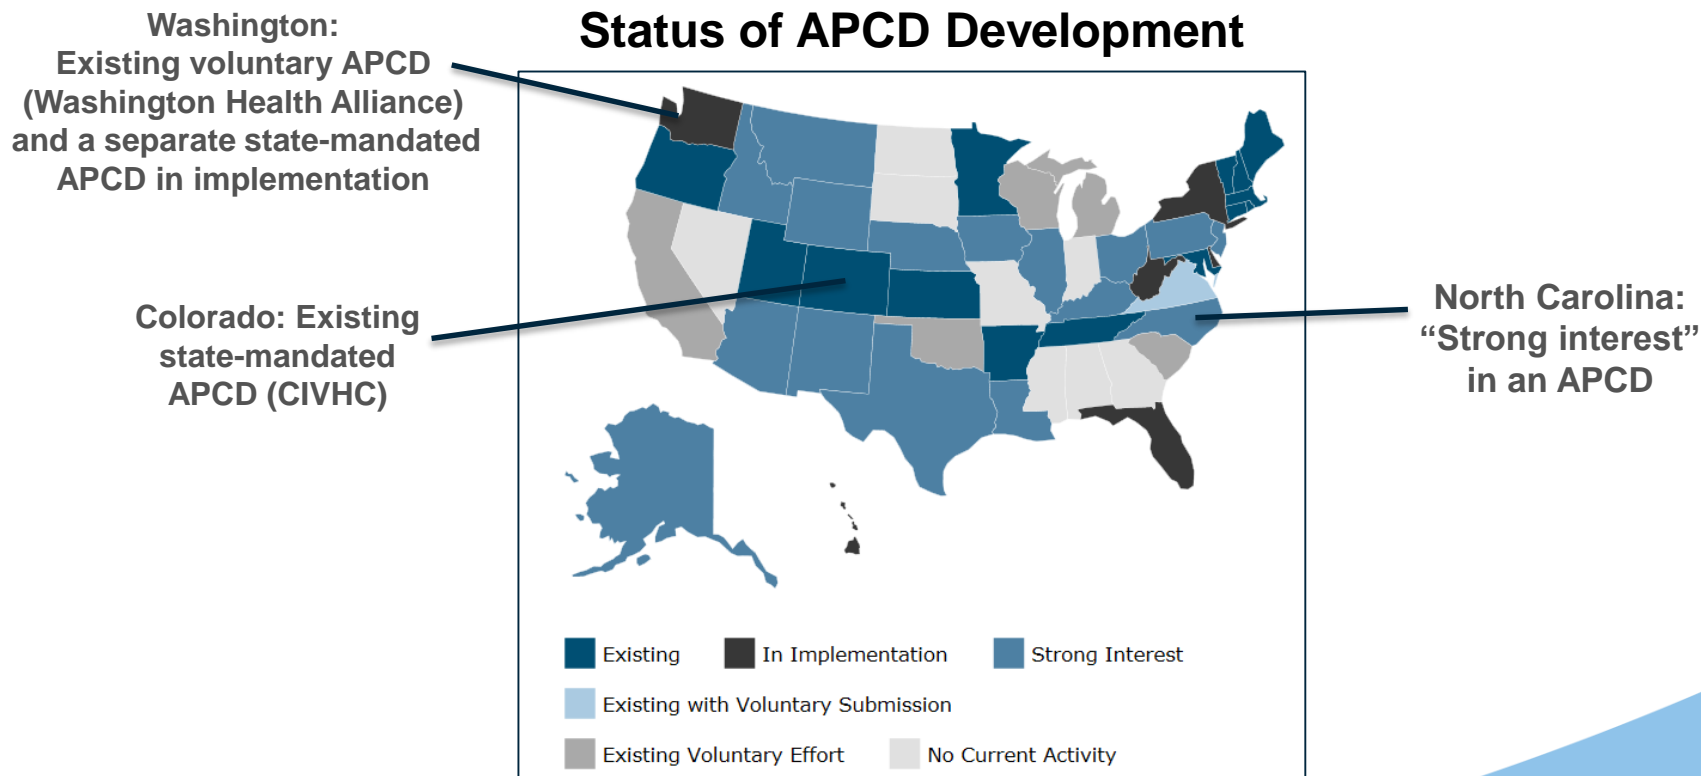 Status of APCD Development
Washington:
Existing voluntary APCD
(Washington Health Alliance)
and a separate state-mandated
APCD in implementation
Colorado: Existing
state-mandated
APCD (CIVHC)
North Carolina:
“Strong interest”
in an APCD
Existing
In Implementation
Strong Interest
Existing with Voluntary Submission
Existing Voluntary Effort
No Current Activity